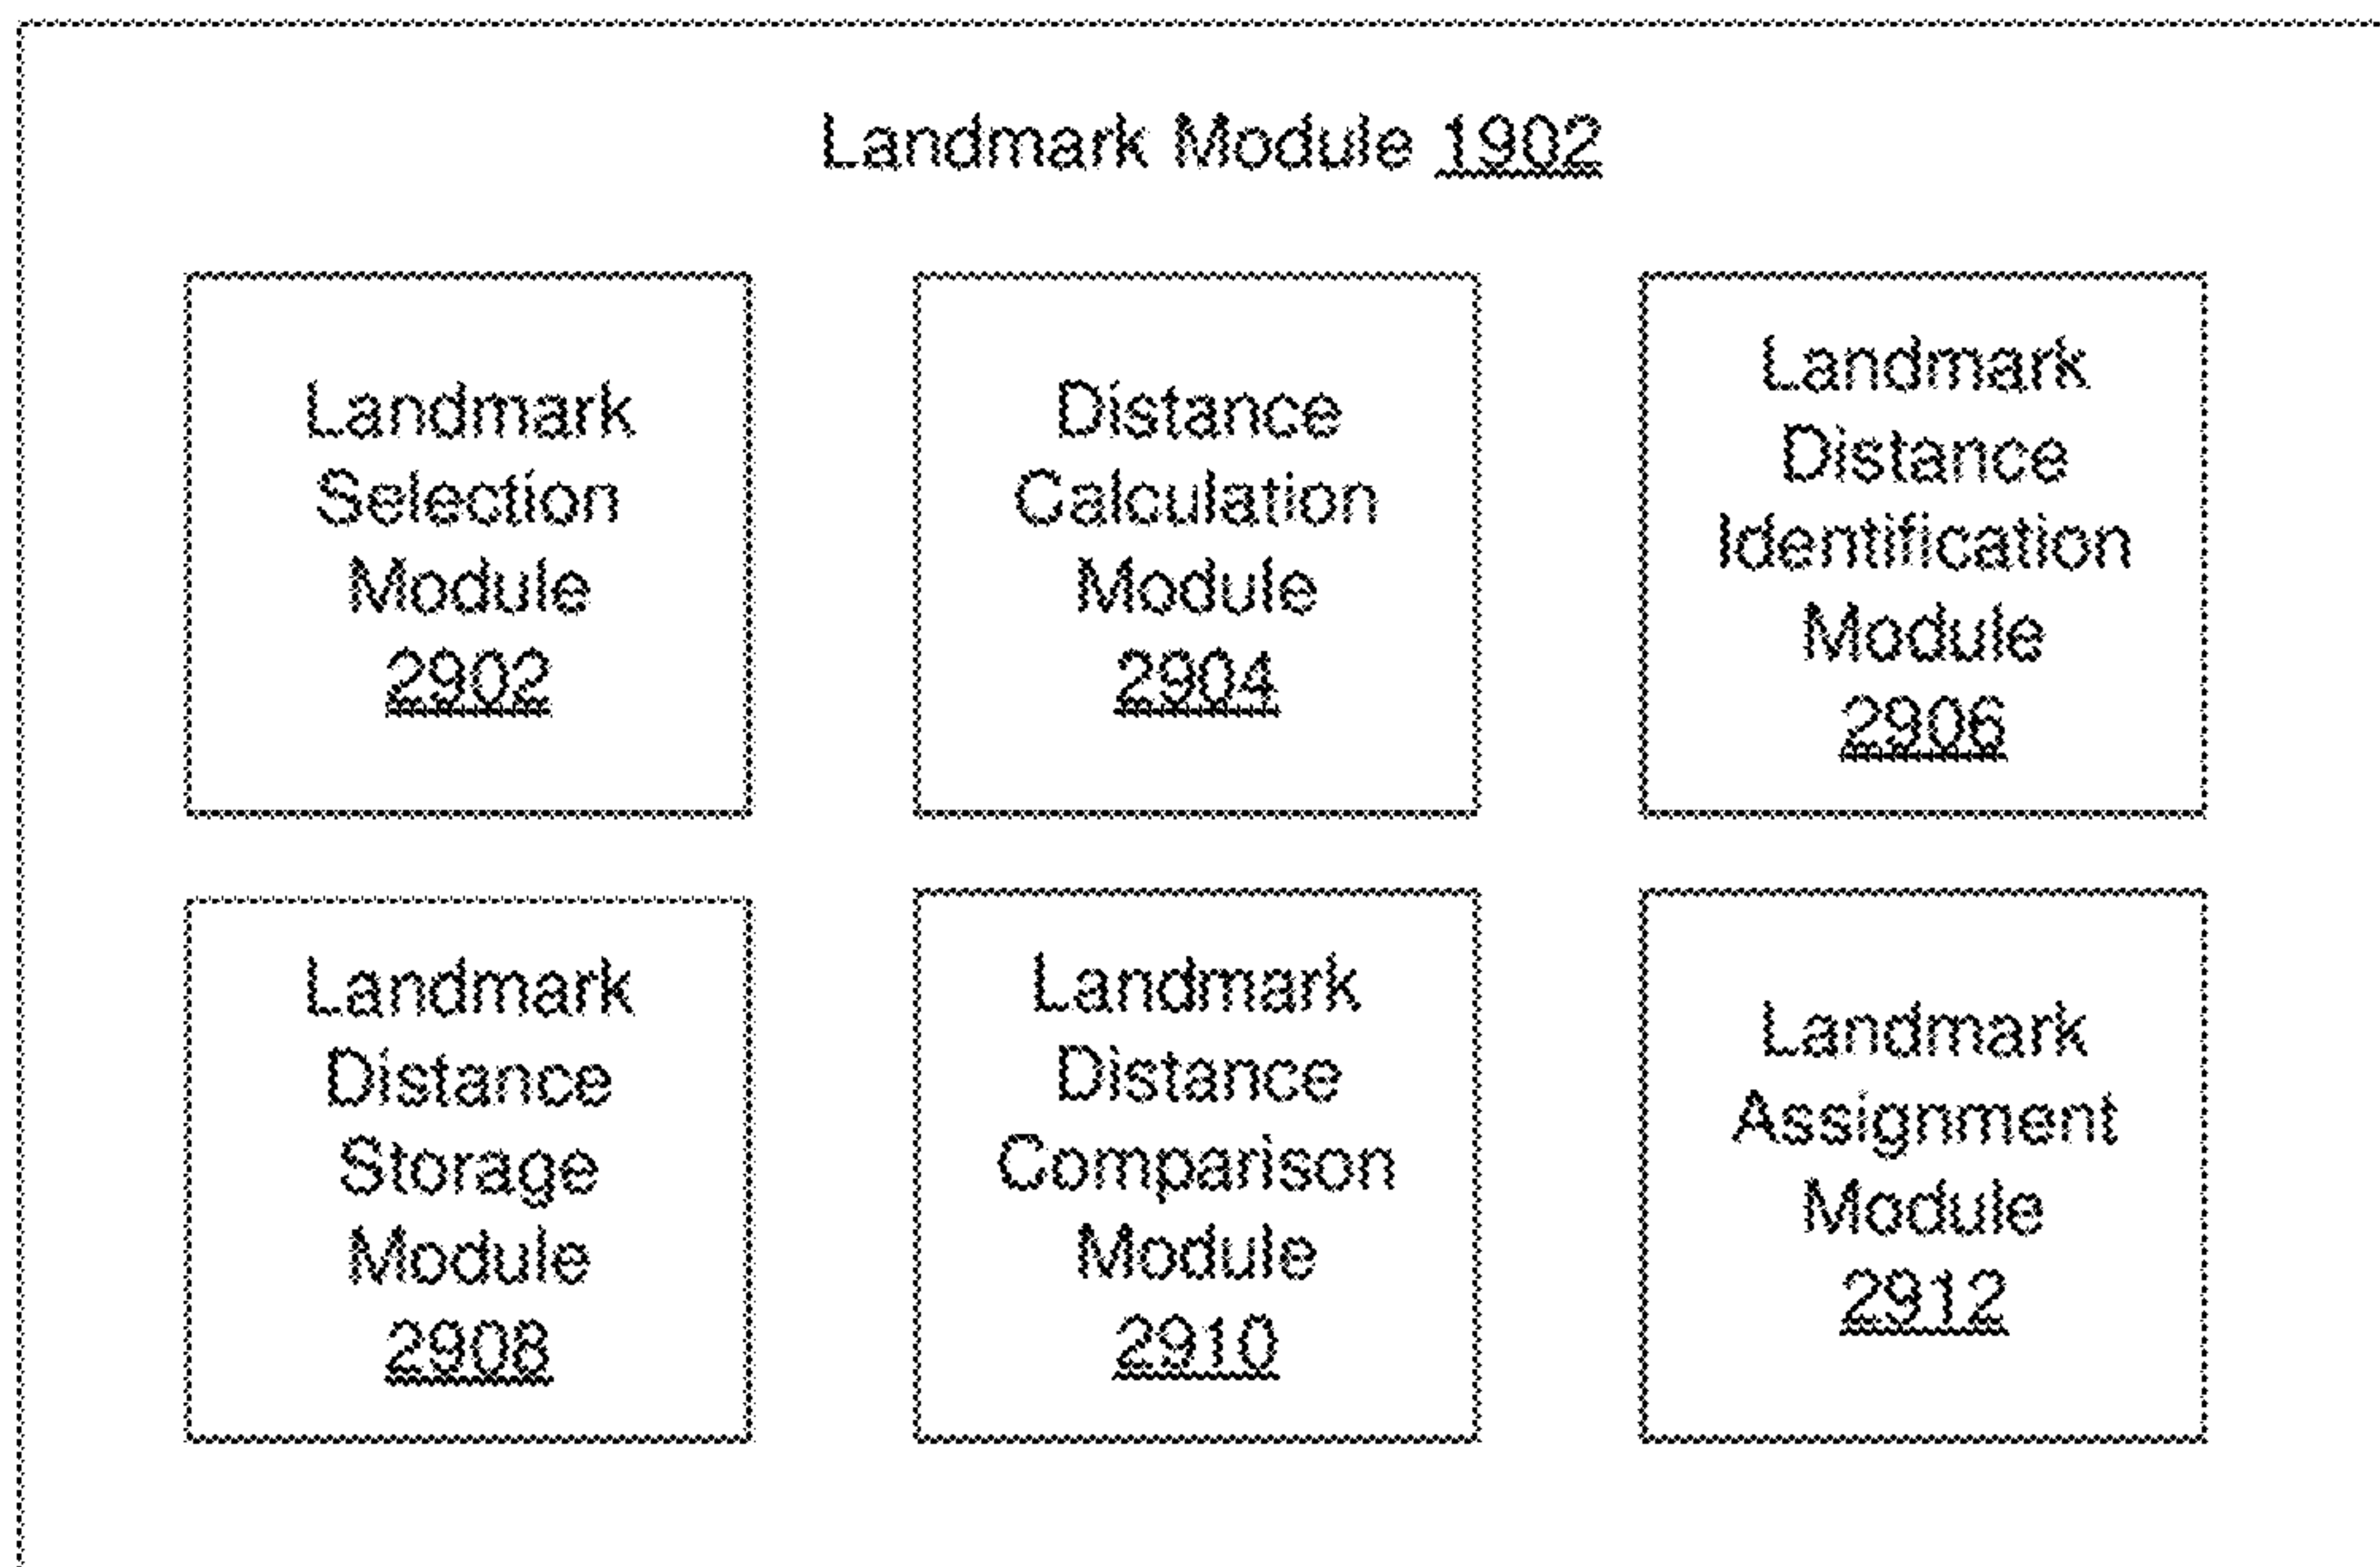 Landmark Module 1902
Landmark
Selection
Module
2902
Distance
Calculation
Module
2904
Landmark
Distance
Identification
Module
2906
Landmark
Distance
Storage
Module
2908
Landmark
Distance
Comparison
Module
2910
Landmark
Assignment
Module
2912